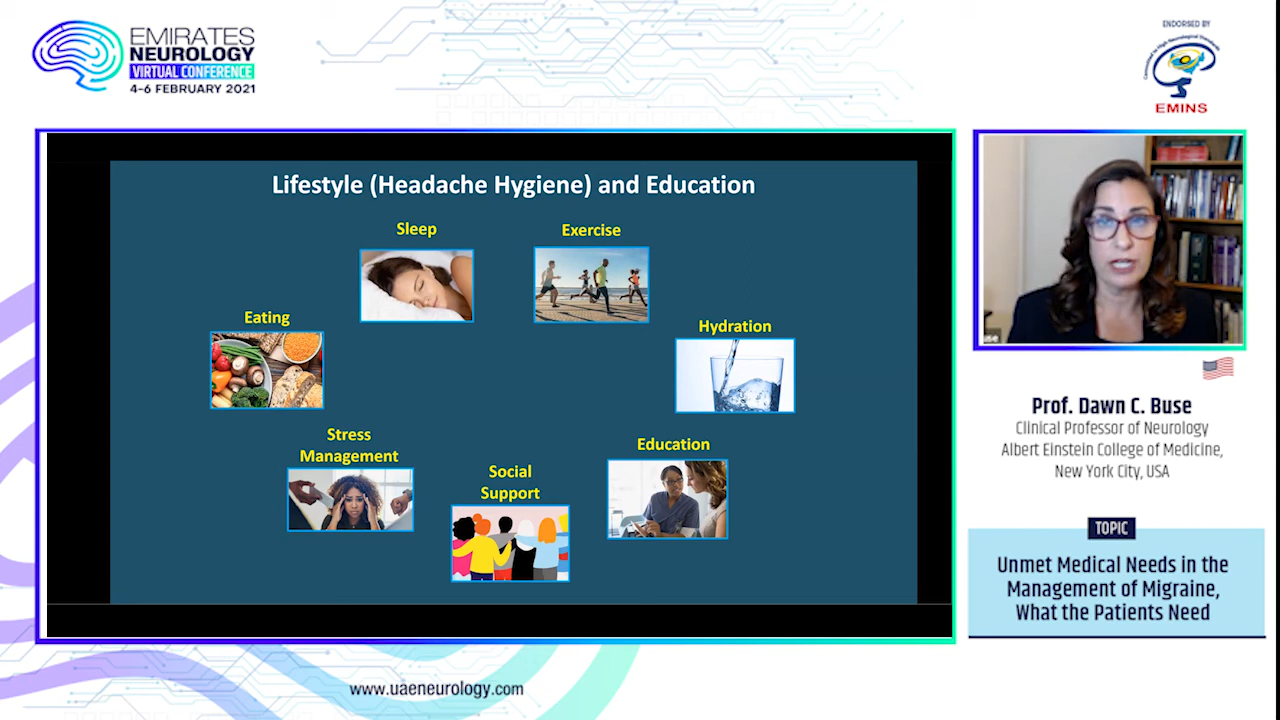 EMIRATES
NEUROLOGY
VIRTUAL CONFERENCE
4-6 FEBRUARY 2021
ENDORSED BY
EMINS
Lifestyle (Headache Hygiene) and Education
Sleep
Exercise
Eating
Hydration
Stress
Management
Social
Support
Education
Prof. Dawn C. Buse
Clinical Professor of Neurology
Albert Einstein College of Medicine,
New York City, USA
TOPIC
Unmet Medical Needs in the
Management of Migraine,
What the Patients Need
www.uaeneurology.com